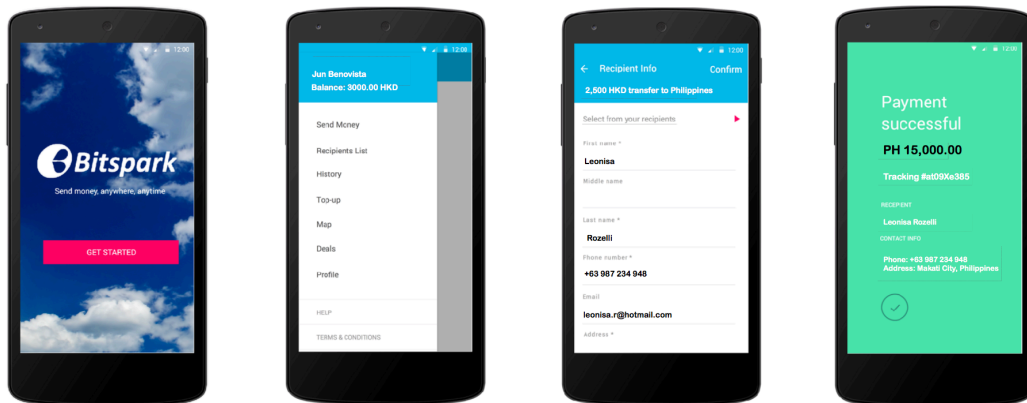 12:00
Bitspark
Send money, anywhere, anytime
GET STARTED
12:08
Jun Benovista
Balance: 3000.00 HKD
Send Money
Recipients List
History
Top-up
Map
Deals
Profile
HELP
TERMS & CONDITIONS
12:00
← Recipient Info Confirm
2,500 HKD transfer to Philippines
Select from your recipients
First name *
Leonisa
Middle name
Last name *
Rozelli
Phone number *
+63 987 234 948
Email
leonisa.r@hotmail.com
Address *
12:00
Payment
successful
PH 15,000.00
Tracking #at09Xe385
RECEPIENT
Leonisa Rozelli
CONTACT INFO
Phone: +63 987 234 948
Address: Makati City, Philippines